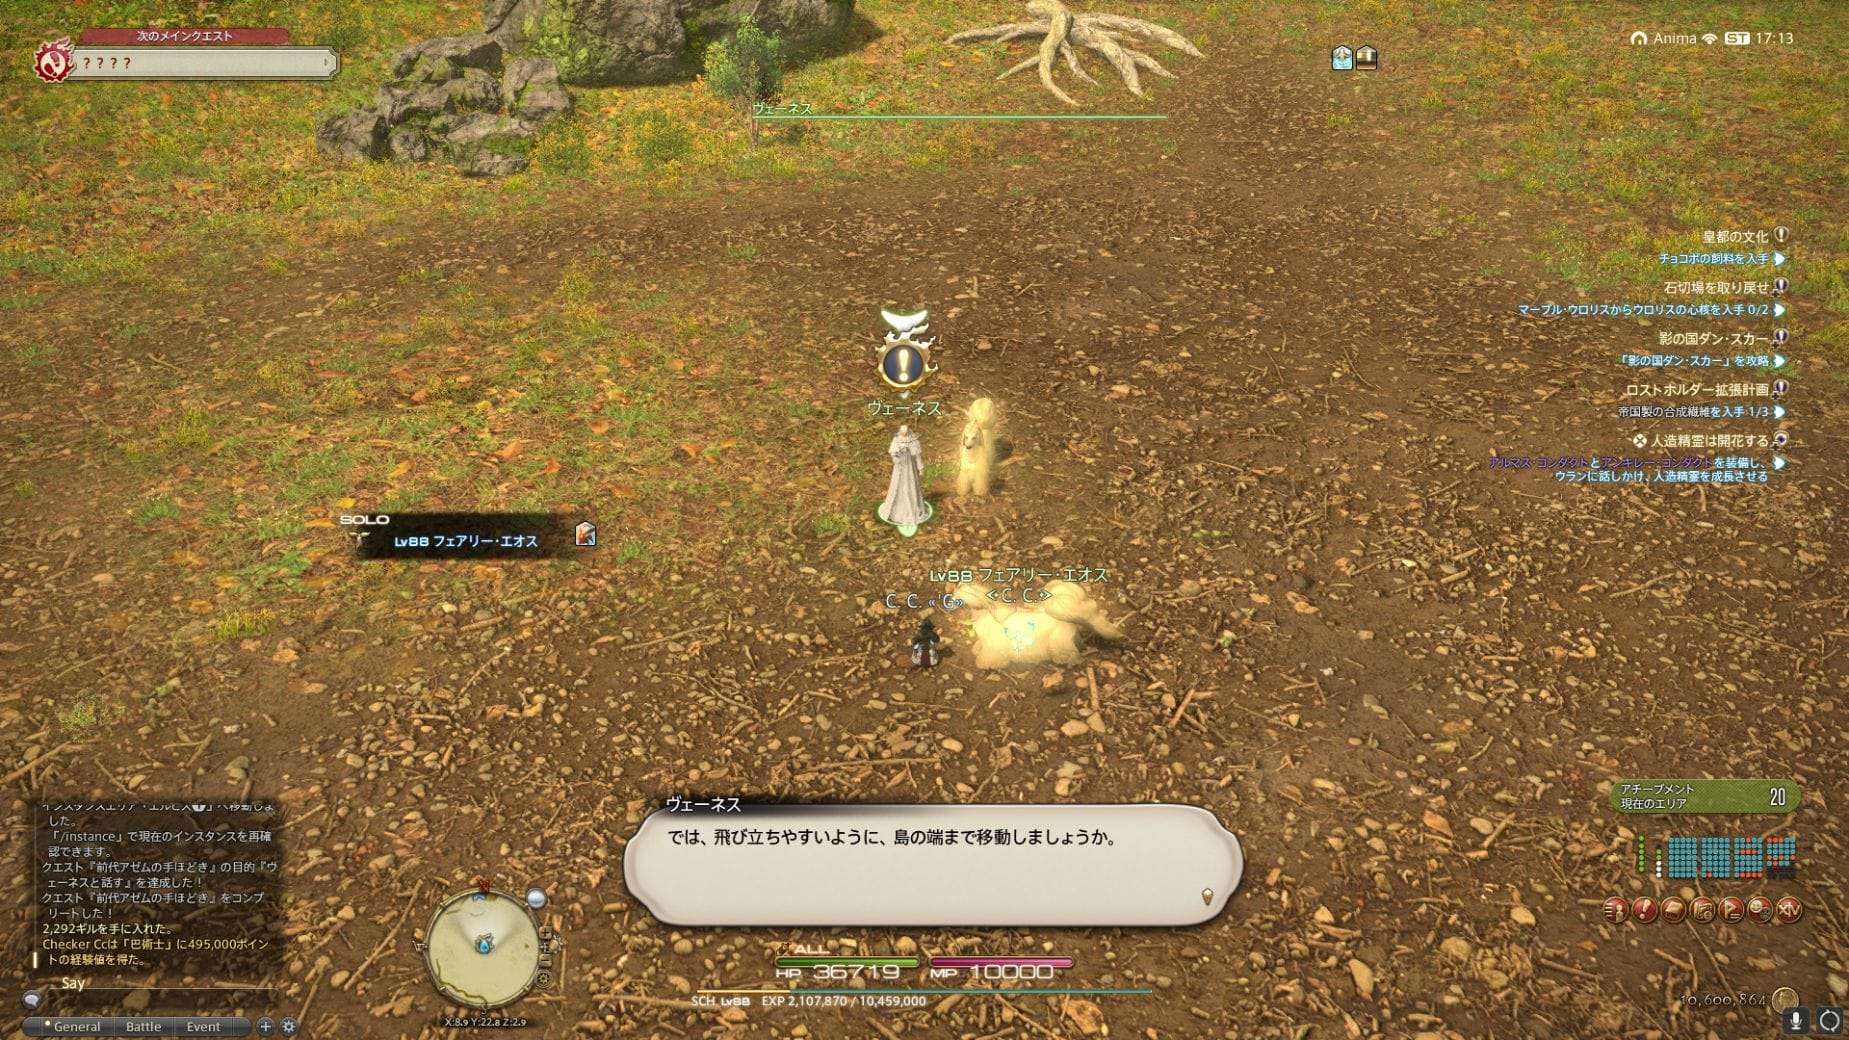 次のメインクエスト
????
Anima ST 17:13
ヴェーネス
皇都の文化
チョコボの飼料を入手
石切場を取り戻せ
マーブル・ウロリスからウロリスの心核を入手 0/2
影の国ダン・スカー
「影の国ダン・スカー」を攻略
ロストホルダー拡張計画
帝国製の合成繊維を入手 1/3
人造精霊は開花する
アルマス・コンダクトとアンキレー・コンダクトを装備し、
ウランに話しかけ、人造精霊を成長させる
ヴェーネス
SOLO
Lv88 フェアリー・エオス
Lv88 フェアリー・エオス
«C. C.»
C. C. «'G»
アチーブメント
現在のエリア
20
ヴェーネス
では、飛び立ちやすいように、島の端まで移動しましょうか。
へ移動しま
した。
「/instance」で現在のインスタンスを再確
認できます。
クエスト『前代アゼムの手ほどき』の目的『ヴ
ェーネスと話す』を達成した！
クエスト『前代アゼムの手ほどき』をコンプ
リートした！
2,292ギルを手に入れた。
Checker Ccは「巴術士」に495,000ポイン
トの経験値を得た。
Say
General Battle Event
X:8.9 Y:22.8 Z:2.9
ALL
HP 36719 MP 10000
SCH Lv88 EXP 2,107,870 / 10,459,000
XIV
10,600,864